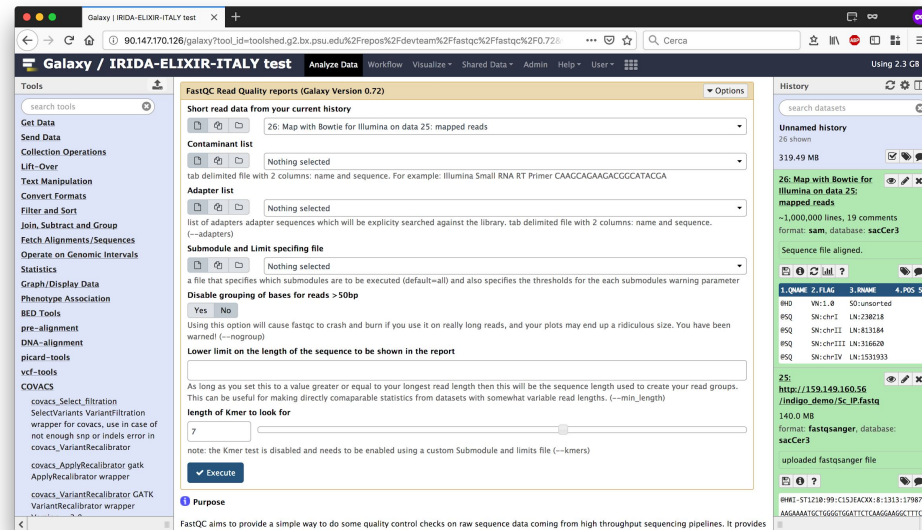 Galaxy | IRIDA-ELIXIR-ITALY test
90.147.170.126/galaxy?tool_id=toolshed.g2.bx.psu.edu%2Frepos%2Fdevteam%2Ffastqc%2Ffastqc%2F0.72&
Cerca
ABP
Galaxy / IRIDA-ELIXIR-ITALY test
Analyze Data Workflow Visualize Shared Data Admin Help User
Using 2.3 GB
Tools
search tools
Get Data
Send Data
Collection Operations
Lift-Over
Text Manipulation
Convert Formats
Filter and Sort
Join, Subtract and Group
Fetch Alignments/Sequences
Operate on Genomic Intervals
Statistics
Graph/Display Data
Phenotype Association
BED Tools
pre-alignment
DNA-alignment
picard-tools
vcf-tools
COVACS
covacs_Select_filtration
SelectVariants VariantFiltration
wrapper for covacs, use in case of
not enough snp or indels error in
covacs_VariantRecalibrator
covacs_ApplyRecalibrator gatk
ApplyRecalibrator wrapper
covacs_VariantRecalibrator GATK
VariantRecalibrator wrapper
FastQC Read Quality reports (Galaxy Version 0.72)
Options
Short read data from your current history
26: Map with Bowtie for Illumina on data 25: mapped reads
Contaminant list
Nothing selected
tab delimited file with 2 columns: name and sequence. For example: Illumina Small RNA RT Primer CAAGCAGAAGACGGCATACGA
Adapter list
Nothing selected
list of adapters adapter sequences which will be explicity searched against the library. tab delimited file with 2 columns: name and sequence.
(--adapters)
Submodule and Limit specifing file
Nothing selected
a file that specifies which submodules are to be executed (default=all) and also specifies the thresholds for the each submodules warning parameter
Disable grouping of bases for reads >50bp
Yes No
Using this option will cause fastqc to crash and burn if you use it on really long reads, and your plots may end up a ridiculous size. You have been
warned! (--nogroup)
Lower limit on the length of the sequence to be shown in the report
As long as you set this to a value greater or equal to your longest read length then this will be the sequence length used to create your read groups.
This can be useful for making directly comaparable statistics from datasets with somewhat variable read lengths. (--min_length)
length of Kmer to look for
7
note: the Kmer test is disabled and needs to be enabled using a custom Submodule and limits file (--kmers)
Execute
Purpose
FastQC aims to provide a simple way to do some quality control checks on raw sequence data coming from high throughput sequencing pipelines. It provides
History
search datasets
Unnamed history
26 shown
319.49 MB
26: Map with Bowtie for
Illumina on data 25:
mapped reads
~1,000,000 lines, 19 comments
format: sam, database: sacCer3
Sequence file aligned.
1.QNAME 2.FLAG 3.RNAME 4.POS 5
@HD VN:1.0 SO:unsorted
@SQ SN:chrI LN:230218
@SQ SN:chrII LN:813184
@SQ SN:chrIII LN:316620
@SQ SN:chrIV LN:1531933
25:
http://159.149.160.56
/indigo_demo/Sc_IP.fastq
140.0 MB
format: fastqsanger, database:
sacCer3
uploaded fastqsanger file
@HWI-ST1210:99:C15JEACXX:8:1313:17987
AAGAAAATGCTGGGGTGGATTCTCAAGGAAGGCTTTC